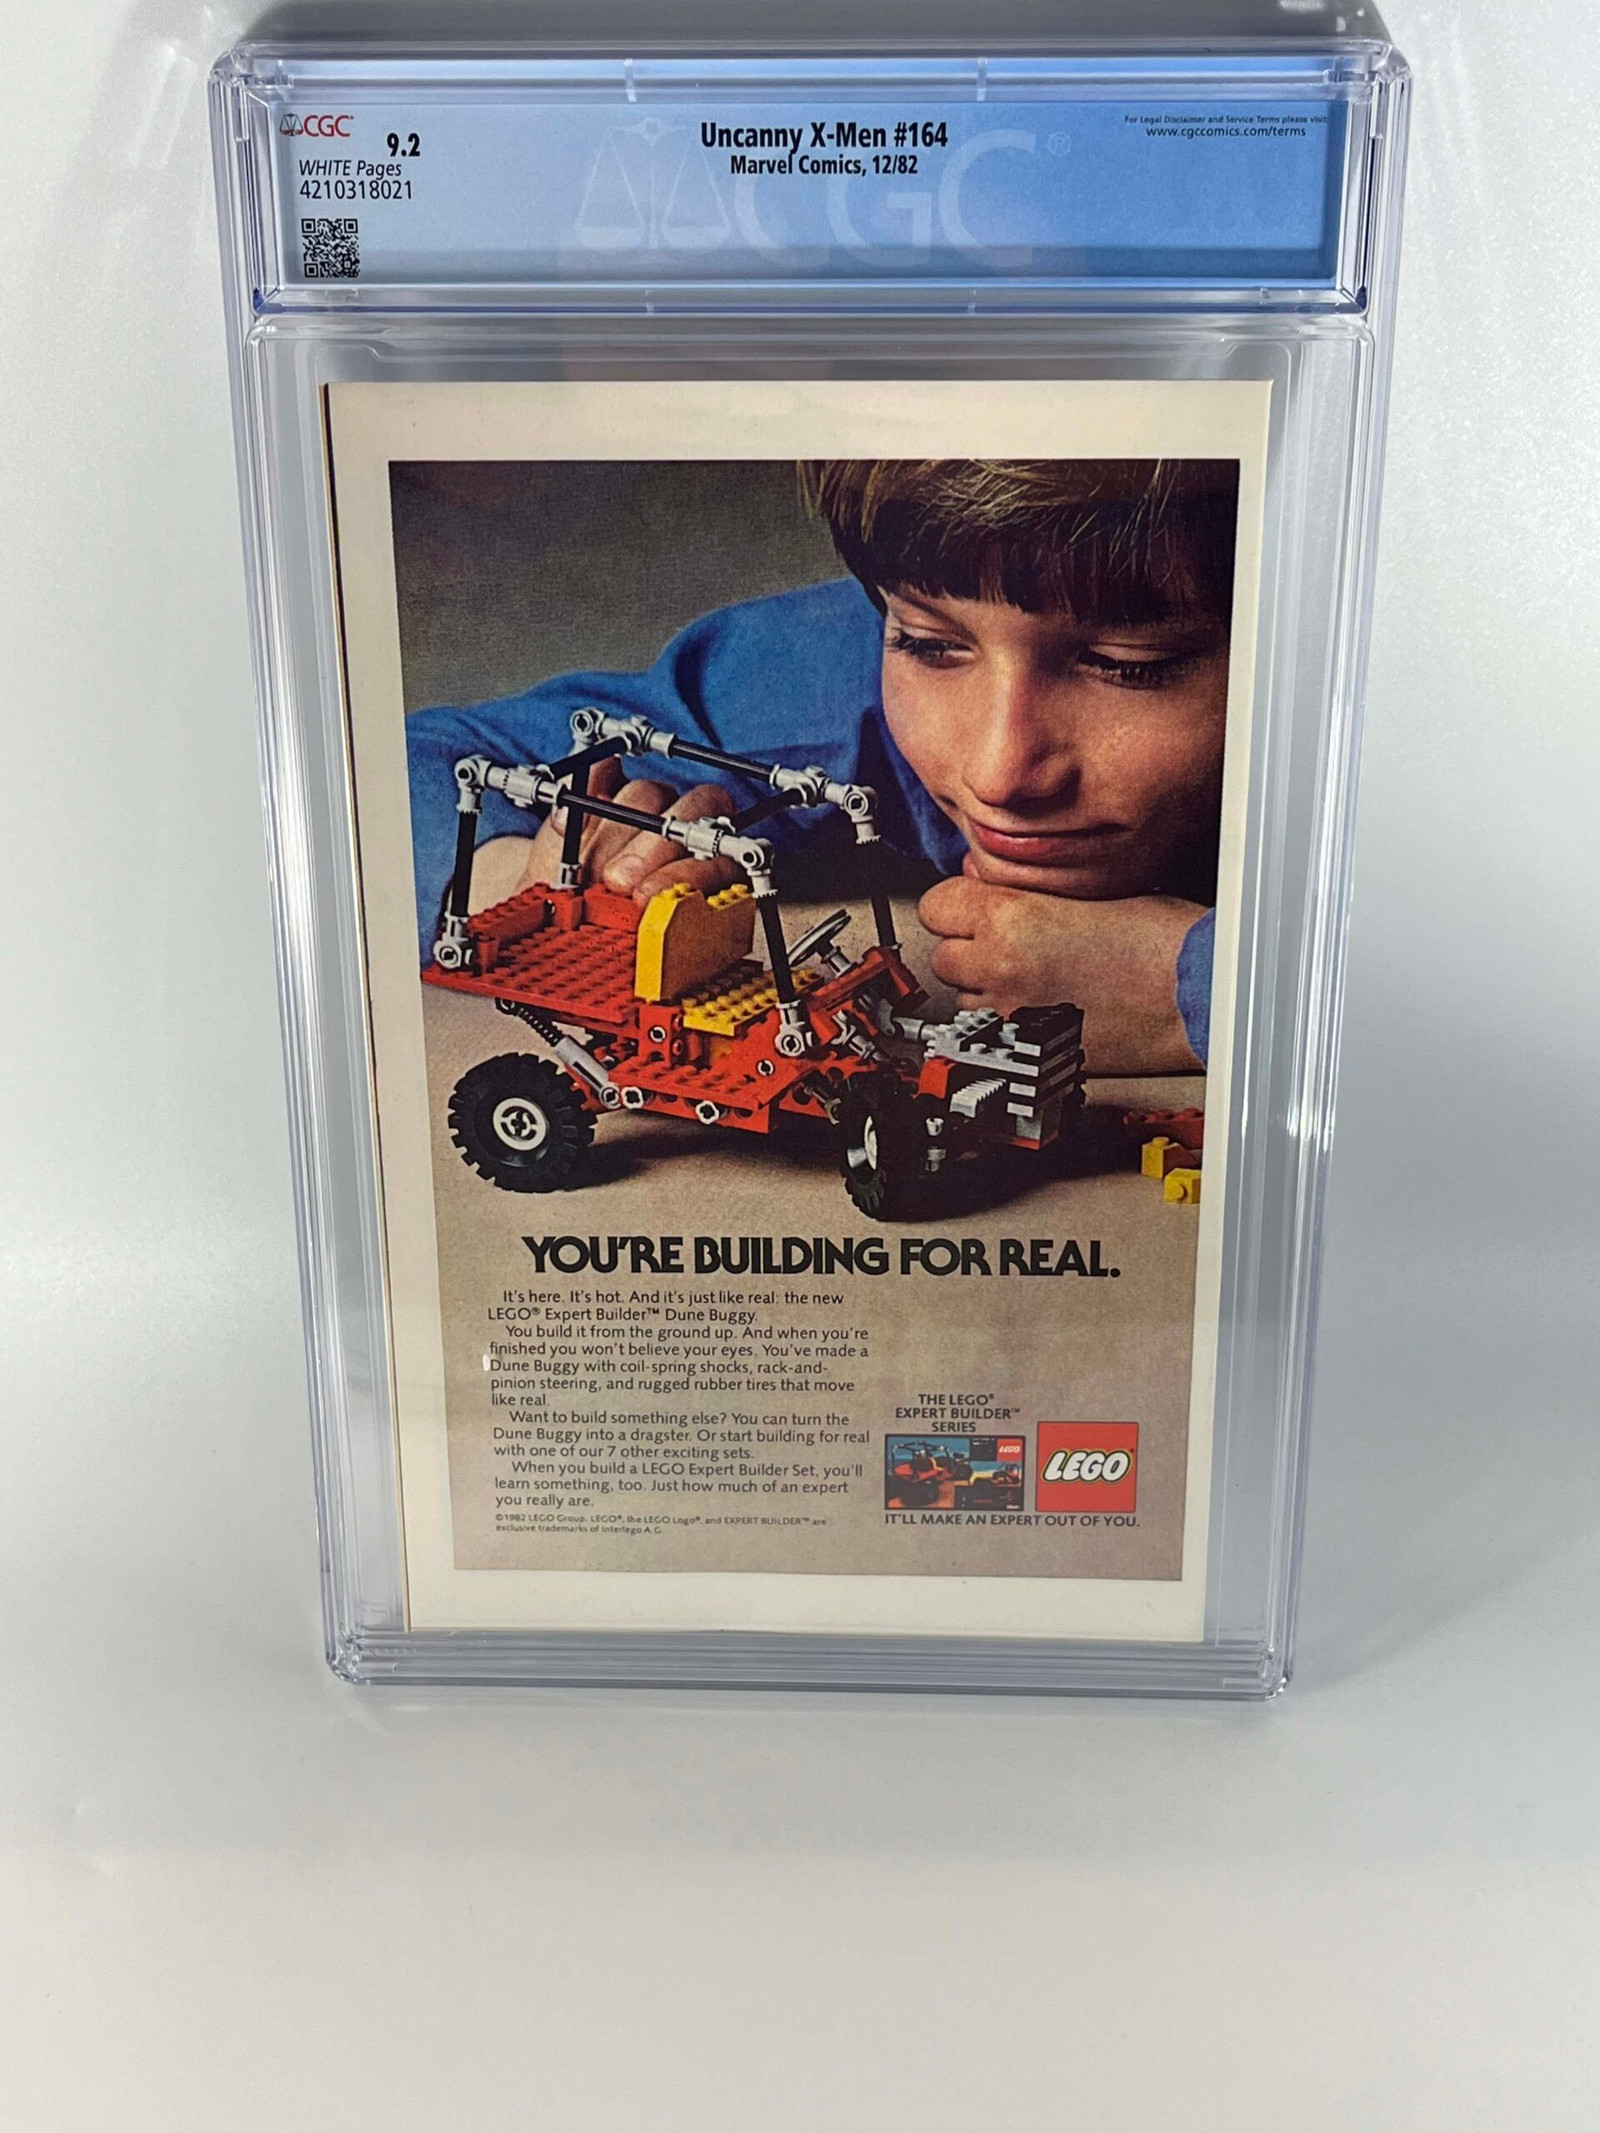 CGC
9.2
WHITE Pages
4210318021
Uncanny X-Men #164
Marvel Comics, 12/82
For Legal Disclaimer and Service Terms please visit:
www.cgccomics.com/terms
CGC®
YOU'RE BUILDING FOR REAL.
It's here. It's hot. And it's just like real: the new
LEGO® Expert Builder™ Dune Buggy.
You build it from the ground up. And when you're
finished you won't believe your eyes. You've made a
Dune Buggy with coil-spring shocks, rack-and-
pinion steering, and rugged rubber tires that move
like real.
Want to build something else? You can turn the
Dune Buggy into a dragster. Or start building for real
with one of our 7 other exciting sets.
When you build a LEGO Expert Builder Set, you'll
learn something, too. Just how much of an expert
you really are.
©1982 LEGO Group. LEGO®, the LEGO Logo®, and EXPERT BUILDER™ are
exclusive trademarks of Interlego A.G.
THE LEGO®
EXPERT BUILDER™
SERIES
LEGO
LEGO®
IT'LL MAKE AN EXPERT OUT OF YOU.